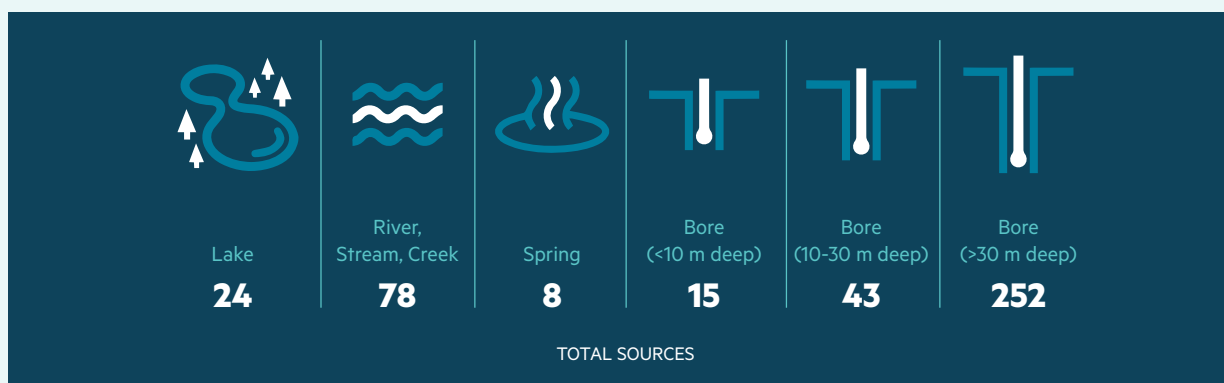 Lake
24
River,
Stream, Creek
78
Spring
8
Bore
(<10 m deep)
15
Bore
(10-30 m deep)
43
Bore
(>30 m deep)
252
TOTAL SOURCES